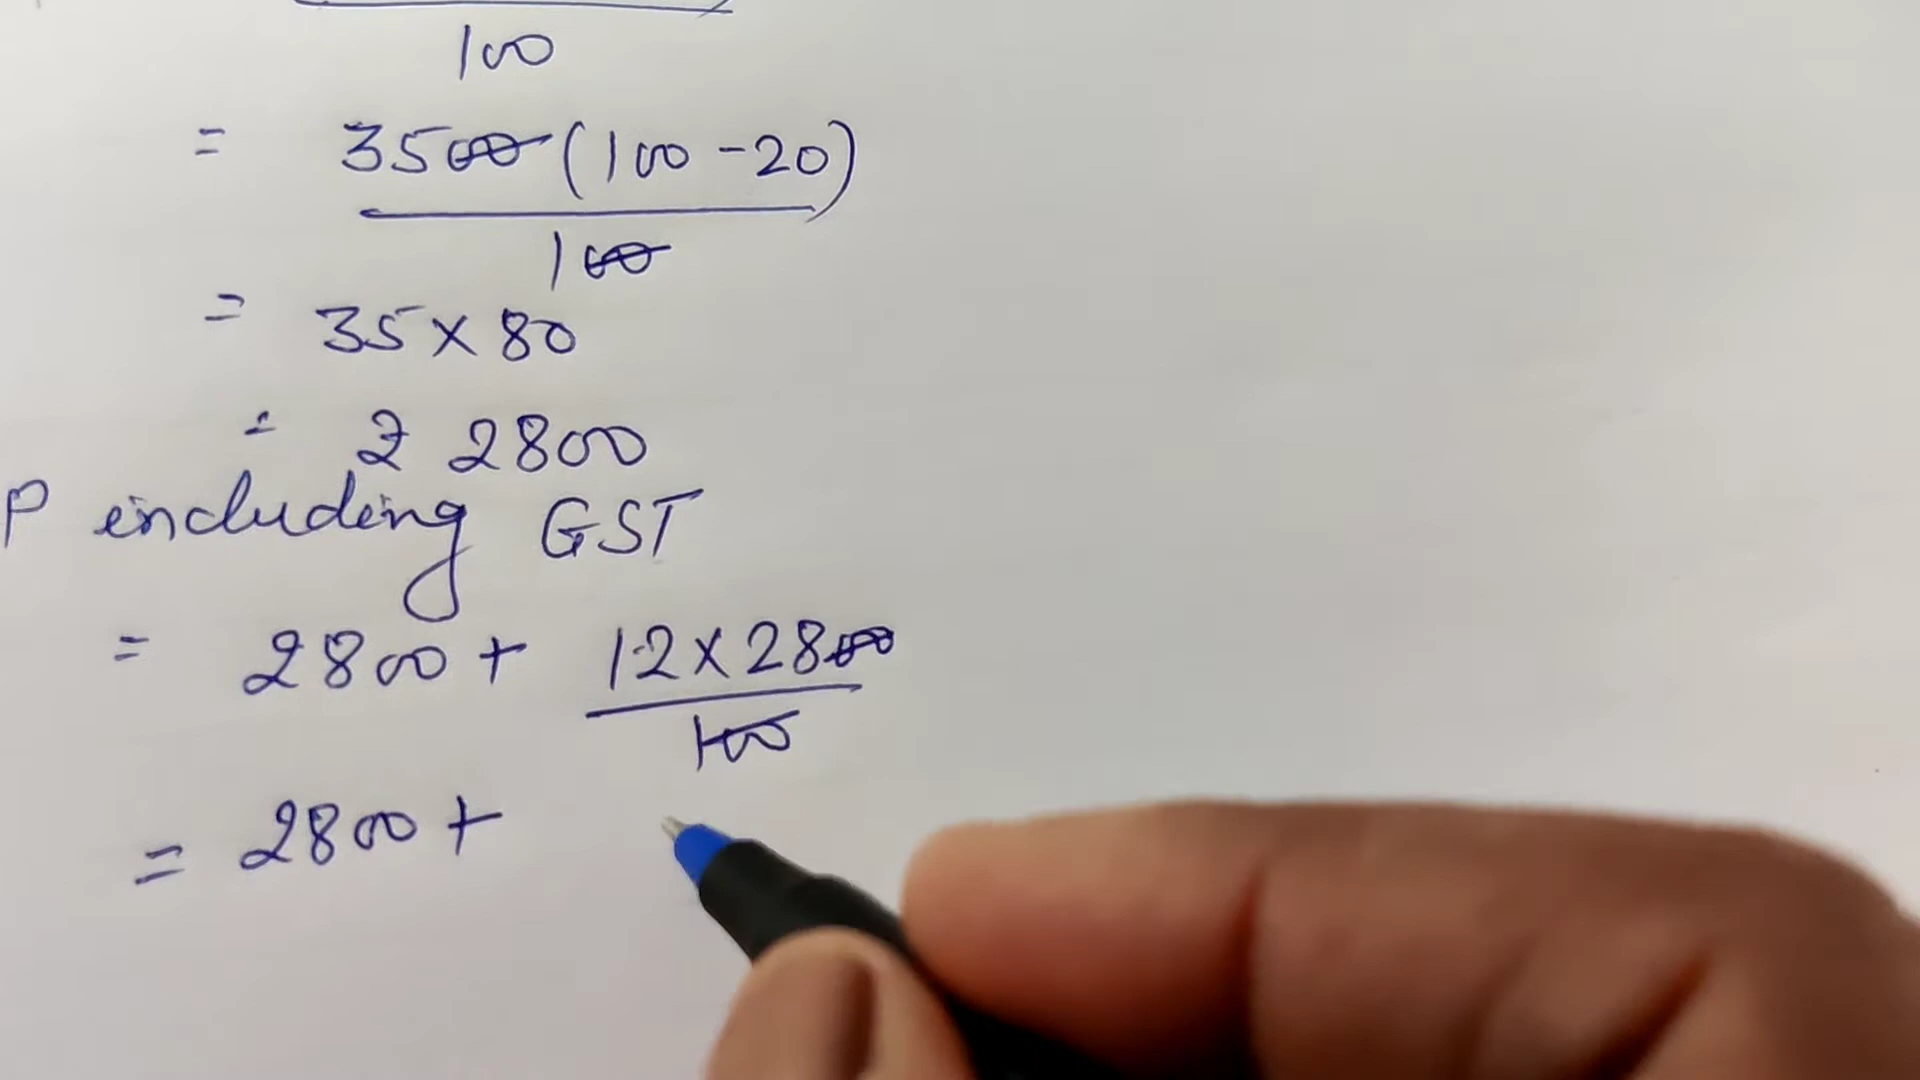 100
= 3500 (100 - 20)
100
= 35 × 80
= ₹ 2800
P including GST
= 2800 + 12 × 2800
100
= 2800 +